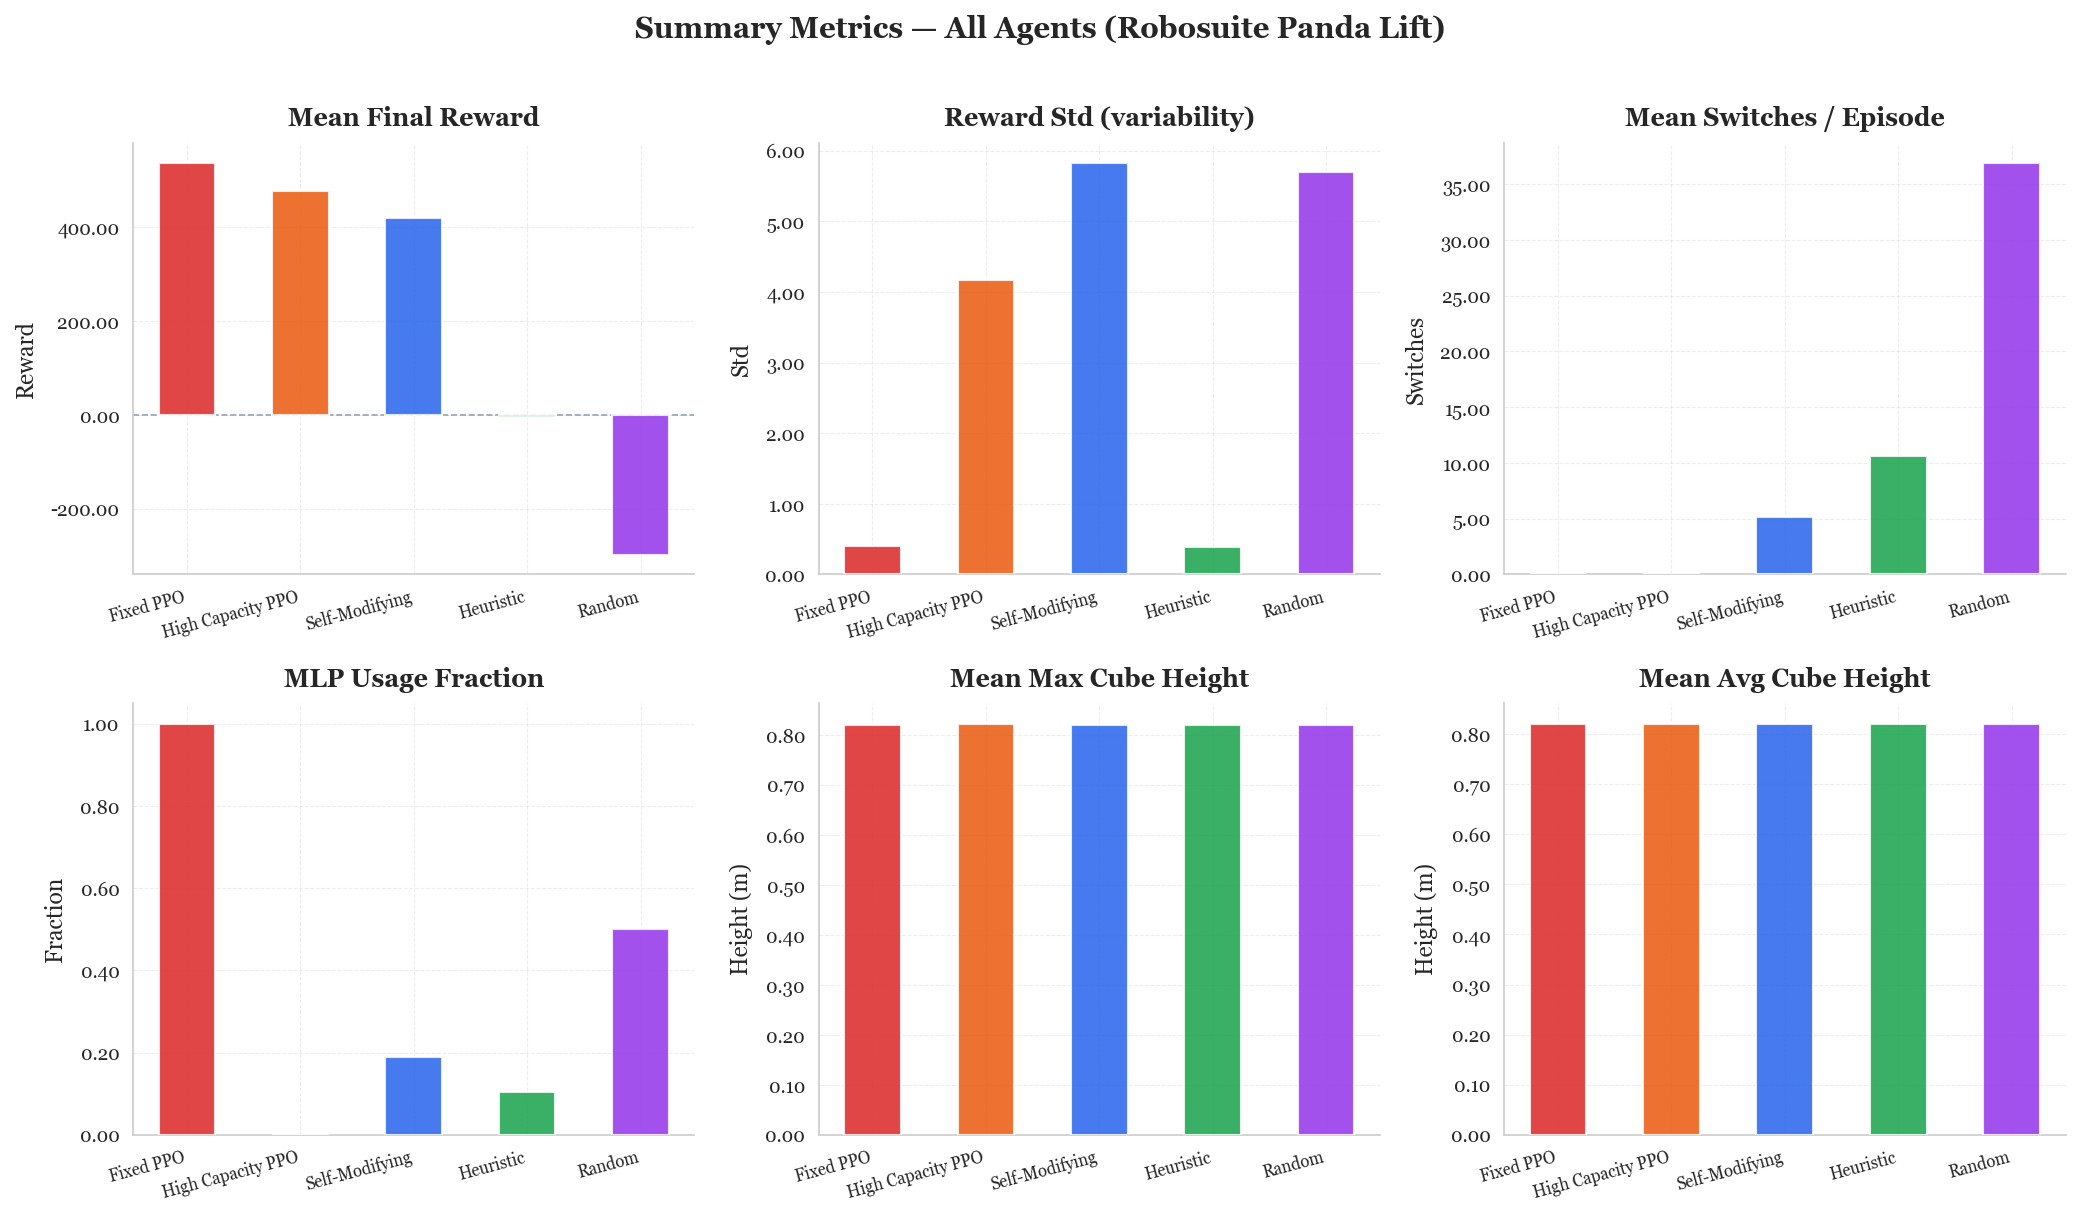 Summary Metrics — All Agents (Robosuite Panda Lift)
Mean Final Reward
Reward
400.00
200.00
0.00
-200.00
Fixed PPO
High Capacity PPO
Self-Modifying
Heuristic
Random
Reward Std (variability)
Std
6.00
5.00
4.00
3.00
2.00
1.00
0.00
Fixed PPO
High Capacity PPO
Self-Modifying
Heuristic
Random
Mean Switches / Episode
Switches
35.00
30.00
25.00
20.00
15.00
10.00
5.00
0.00
Fixed PPO
High Capacity PPO
Self-Modifying
Heuristic
Random
MLP Usage Fraction
Fraction
1.00
0.80
0.60
0.40
0.20
0.00
Fixed PPO
High Capacity PPO
Self-Modifying
Heuristic
Random
Mean Max Cube Height
Height (m)
0.80
0.70
0.60
0.50
0.40
0.30
0.20
0.10
0.00
Fixed PPO
High Capacity PPO
Self-Modifying
Heuristic
Random
Mean Avg Cube Height
Height (m)
0.80
0.70
0.60
0.50
0.40
0.30
0.20
0.10
0.00
Fixed PPO
High Capacity PPO
Self-Modifying
Heuristic
Random